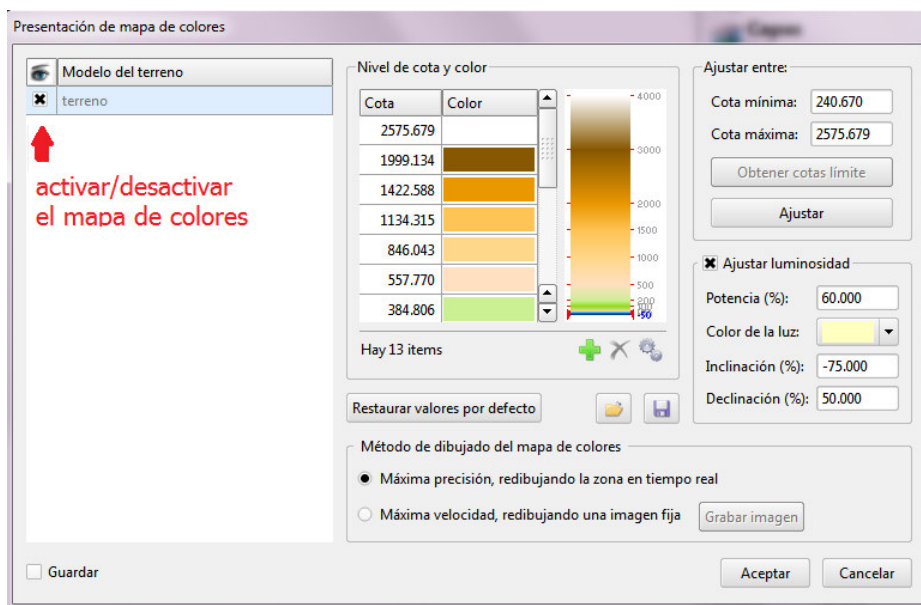 Presentación de mapa de colores
Capas
Modelo del terreno
terreno
activar/desactivar
el mapa de colores
Nivel de cota y color
Cota Color
2575.679
1999.134
1422.588
1134.315
846.043
557.770
384.806
4000
3000
2000
1500
1000
500
200
-50
Hay 13 items
Restaurar valores por defecto
Ajustar entre:
Cota mínima: 240.670
Cota máxima: 2575.679
Obtener cotas límite
Ajustar
Ajustar luminosidad
Potencia (%): 60.000
Color de la luz:
Inclinación (%): -75.000
Declinación (%): 50.000
Método de dibujado del mapa de colores
Máxima precisión, redibujando la zona en tiempo real
Máxima velocidad, redibujando una imagen fija Grabar imagen
Guardar
Aceptar Cancelar